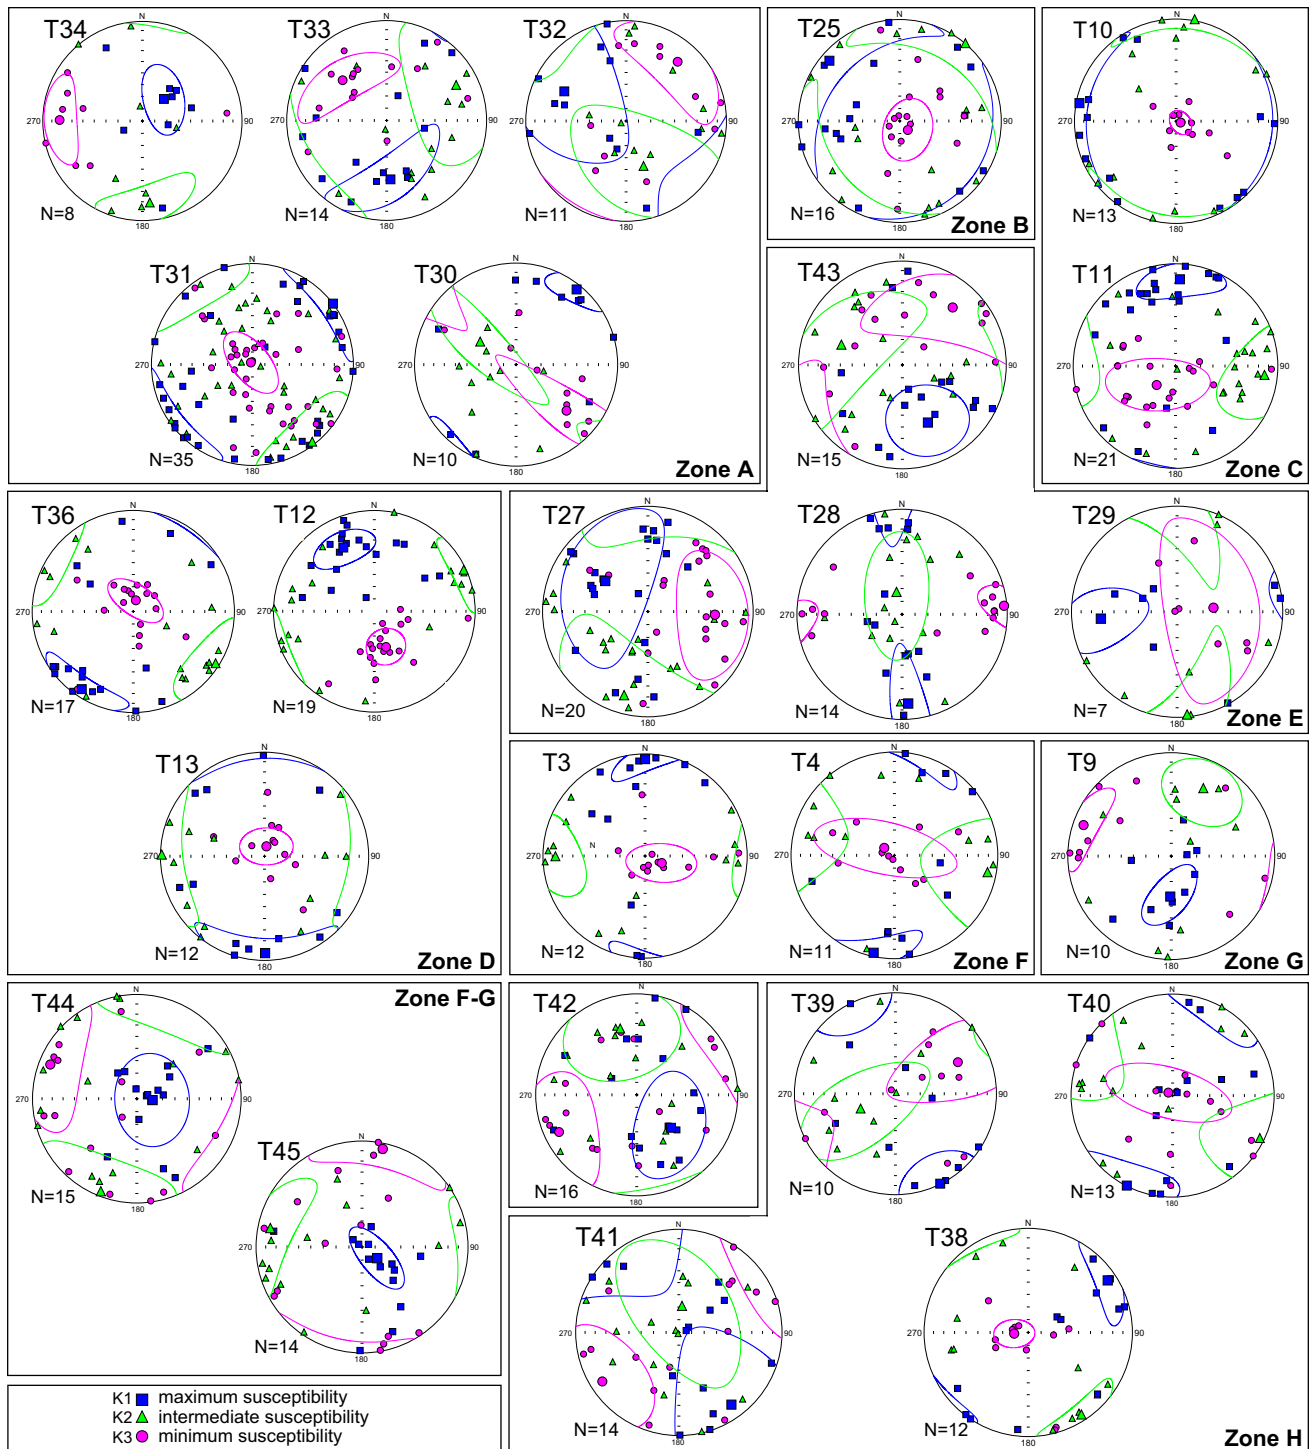 T34
N
270
90
180
N=8
T33
N
270
90
180
N=14
T32
N
270
90
180
N=11
T31
N
270
90
180
N=35
T30
N
270
90
180
N=10
Zone A
T25
N
270
90
180
N=16
Zone B
T10
N
270
90
180
N=13
T11
N
270
90
180
N=21
Zone C
T43
N
270
90
180
N=15
T27
N
270
90
180
N=20
T28
N
270
90
180
N=14
T29
N
270
90
180
N=7
Zone E
T36
N
270
90
180
N=17
T12
N
270
90
180
N=19
T13
N
270
90
180
N=12
Zone D
T3
N
270
N
90
180
N=12
T4
N
270
90
180
N=11
Zone F
T9
N
270
90
180
N=10
Zone G
Zone F-G
T44
N
270
90
180
N=15
T45
N
270
90
180
N=14
T42
N
270
90
180
N=16
T39
N
270
90
180
N=10
T40
N
270
90
180
N=13
T41
N
270
90
180
N=14
T38
N
270
90
180
N=12
Zone H
K1 maximum susceptibility
K2 intermediate susceptibility
K3 minimum susceptibility